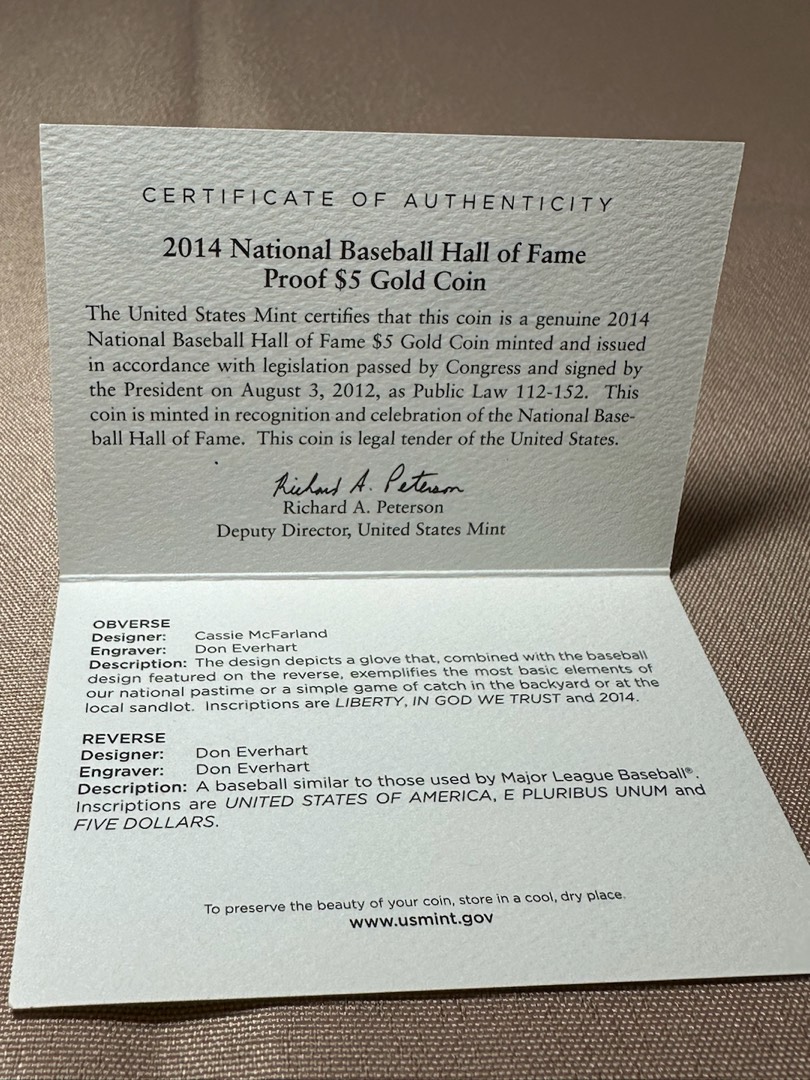 CERTIFICATE OF AUTHENTICITY
2014 National Baseball Hall of Fame
Proof $5 Gold Coin
The United States Mint certifies that this coin is a genuine 2014
National Baseball Hall of Fame $5 Gold Coin minted and issued
in accordance with legislation passed by Congress and signed by
the President on August 3, 2012, as Public Law 112-152. This
coin is minted in recognition and celebration of the National Base-
ball Hall of Fame. This coin is legal tender of the United States.
Richard A. Peterson
Richard A. Peterson
Deputy Director, United States Mint
OBVERSE
Designer: Cassie McFarland
Engraver: Don Everhart
Description: The design depicts a glove that, combined with the baseball
design featured on the reverse, exemplifies the most basic elements of
our national pastime or a simple game of catch in the backyard or at the
local sandlot. Inscriptions are LIBERTY, IN GOD WE TRUST and 2014.
REVERSE
Designer: Don Everhart
Engraver: Don Everhart
Description: A baseball similar to those used by Major League Baseball®.
Inscriptions are UNITED STATES OF AMERICA, E PLURIBUS UNUM and
FIVE DOLLARS.
To preserve the beauty of your coin, store in a cool, dry place.
www.usmint.gov